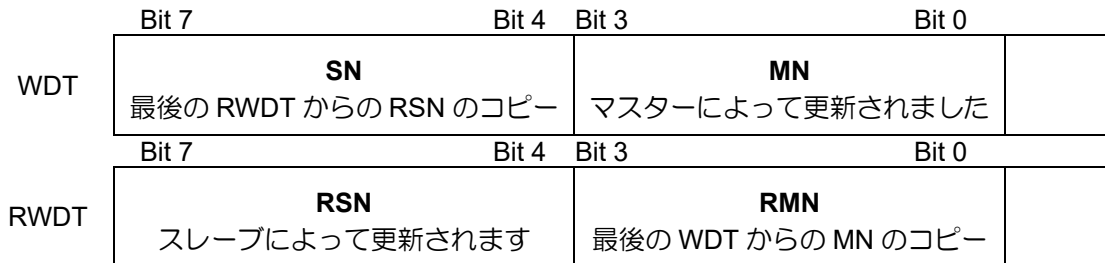 Bit 7 Bit 4 Bit 3 Bit 0
WDT
SN
最後の RWDT からの RSN のコピー
MN
マスターによって更新されました
Bit 7 Bit 4 Bit 3 Bit 0
RWDT
RSN
スレーブによって更新されます
RMN
最後の WDT からの MN のコピー